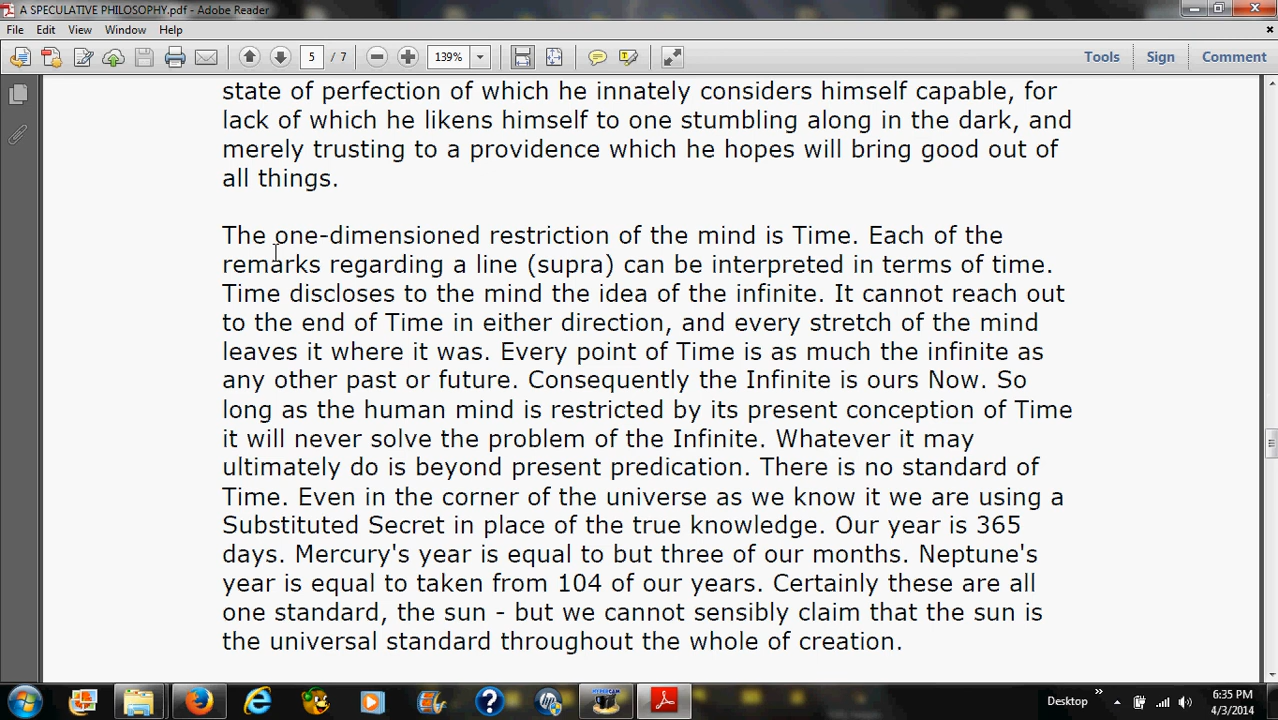 A SPECULATIVE PHILOSOPHY.pdf - Adobe Reader
File Edit View Window Help
5 / 7 139% Tools Sign Comment
state of perfection of which he innately considers himself capable, for
lack of which he likens himself to one stumbling along in the dark, and
merely trusting to a providence which he hopes will bring good out of
all things.
The one-dimensioned restriction of the mind is Time. Each of the
remarks regarding a line (supra) can be interpreted in terms of time.
Time discloses to the mind the idea of the infinite. It cannot reach out
to the end of Time in either direction, and every stretch of the mind
leaves it where it was. Every point of Time is as much the infinite as
any other past or future. Consequently the Infinite is ours Now. So
long as the human mind is restricted by its present conception of Time
it will never solve the problem of the Infinite. Whatever it may
ultimately do is beyond present predication. There is no standard of
Time. Even in the corner of the universe as we know it we are using a
Substituted Secret in place of the true knowledge. Our year is 365
days. Mercury's year is equal to but three of our months. Neptune's
year is equal to taken from 104 of our years. Certainly these are all
one standard, the sun - but we cannot sensibly claim that the sun is
the universal standard throughout the whole of creation.
Desktop 6:35 PM
4/3/2014